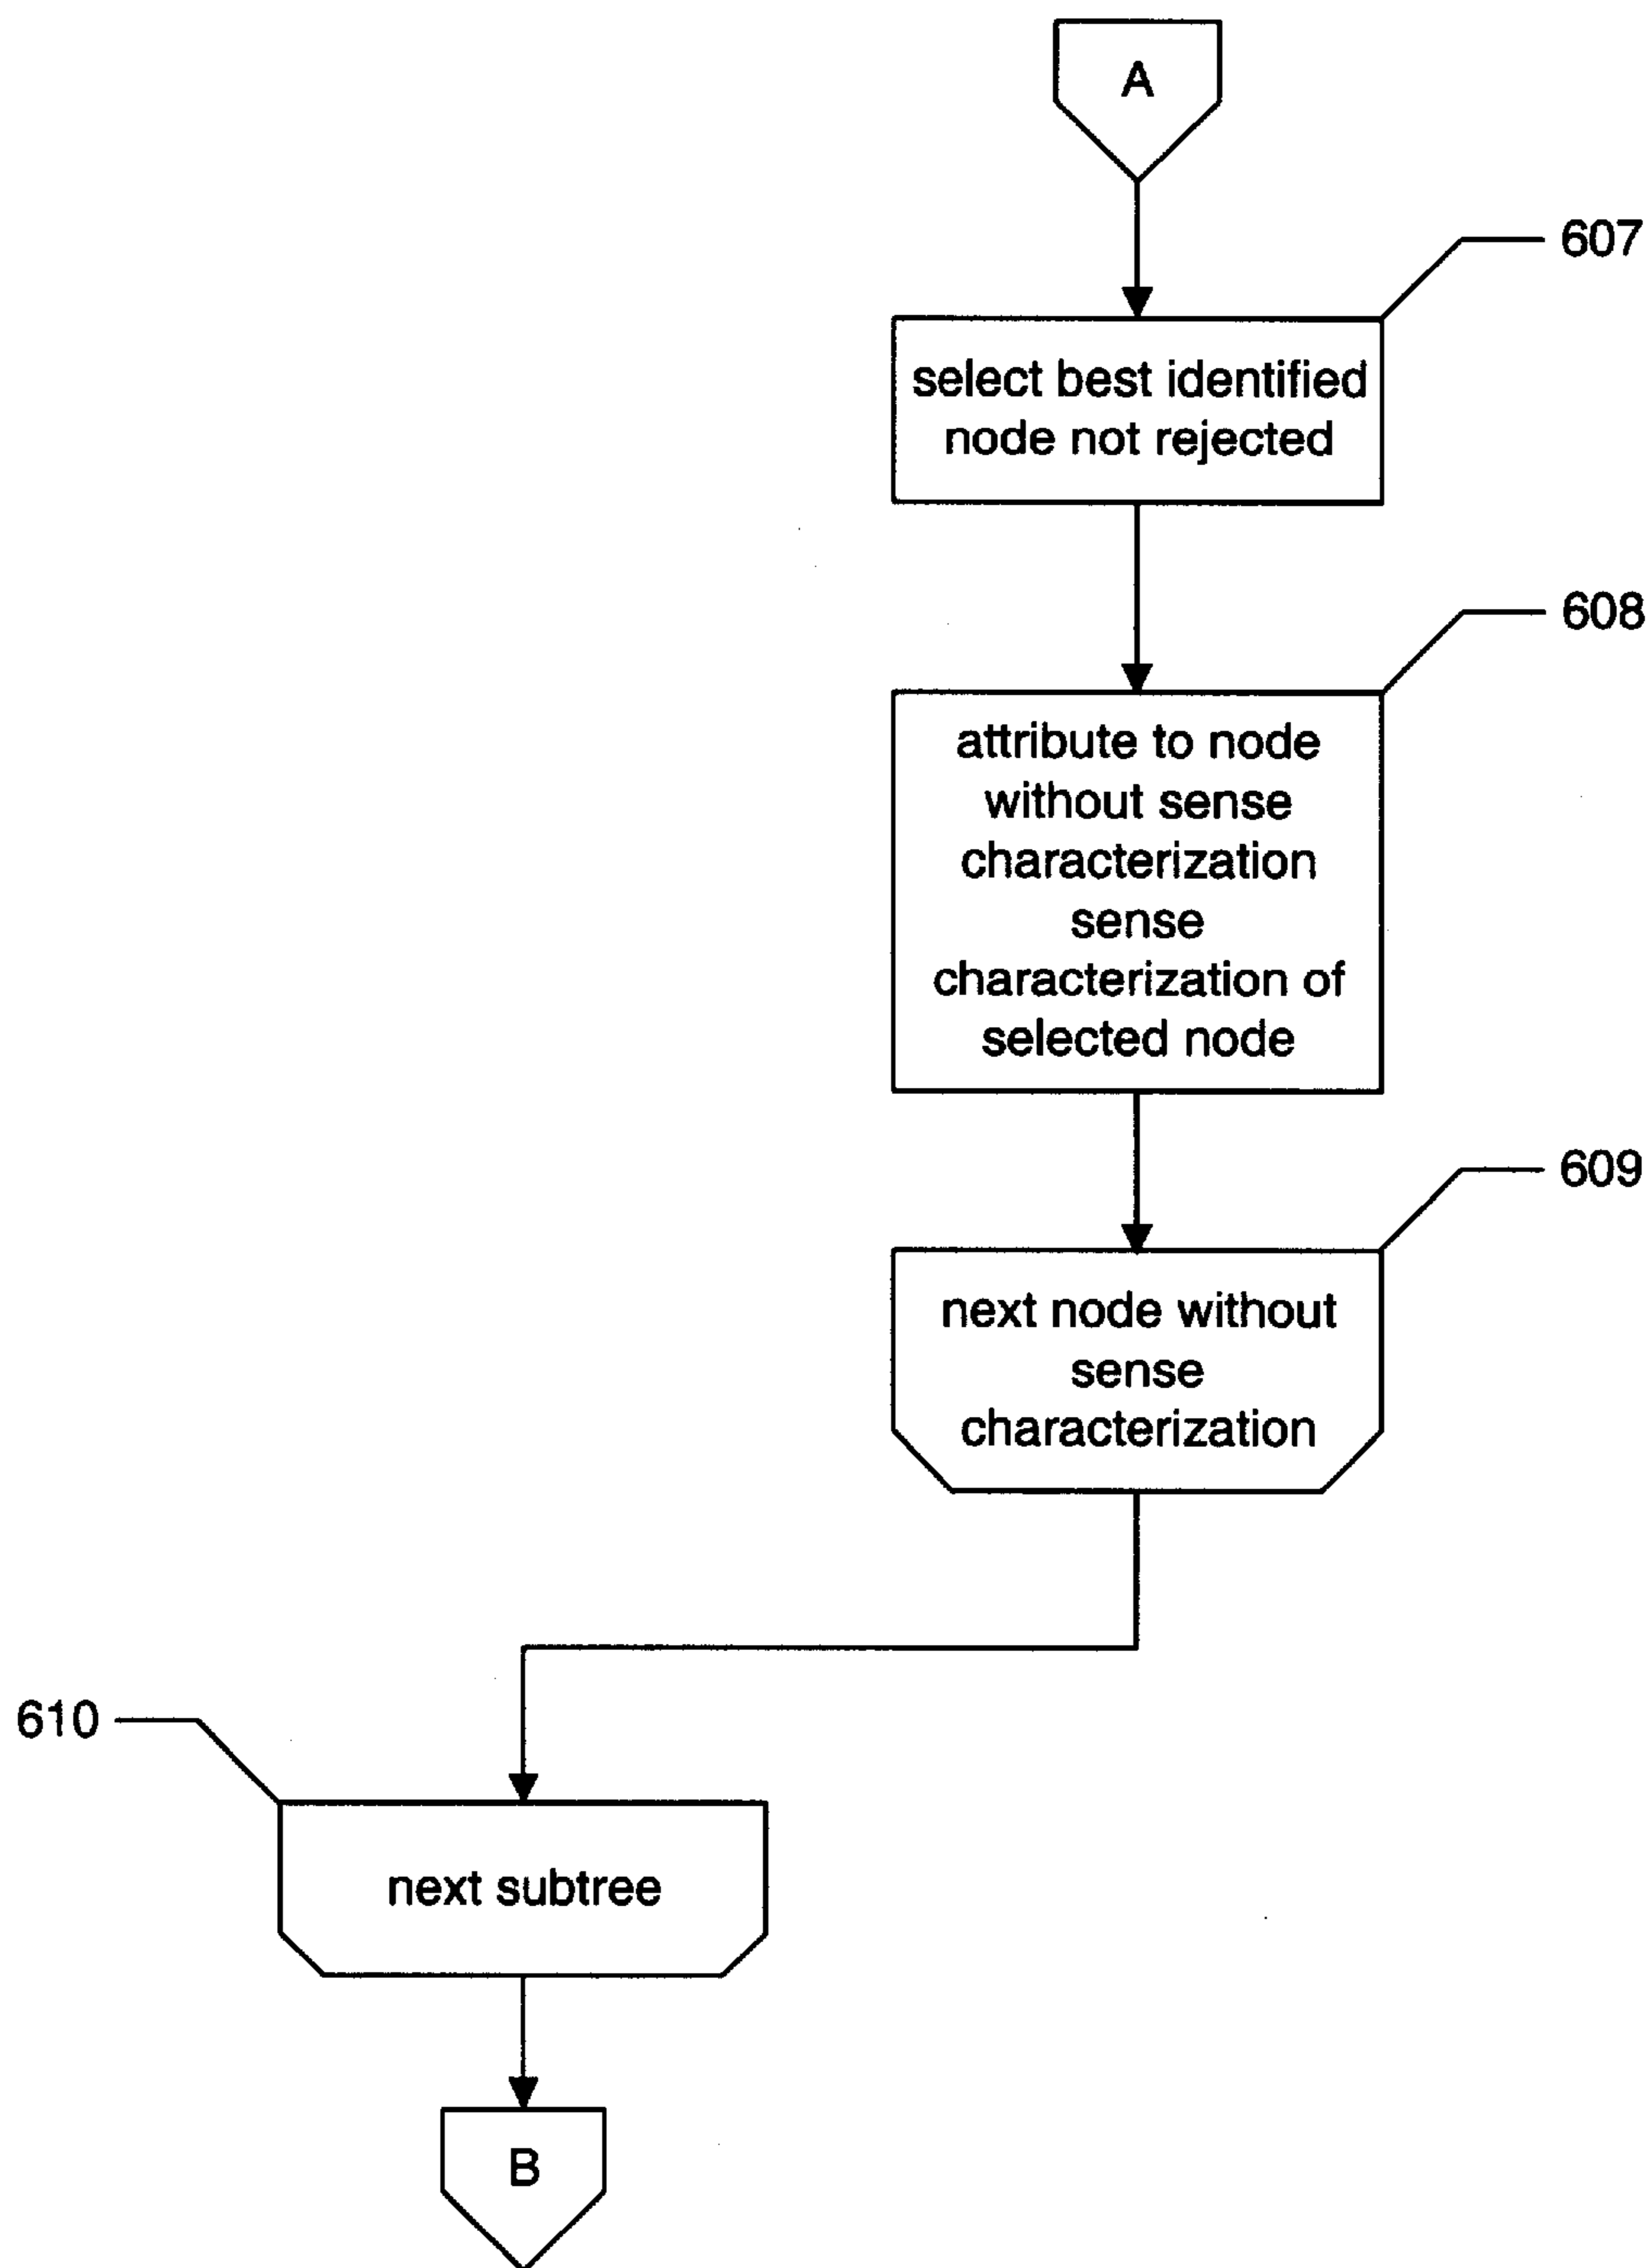 A
607
select best identified
node not rejected
608
attribute to node
without sense
characterization
sense
characterization of
selected node
609
next node without
sense
characterization
610
next subtree
B